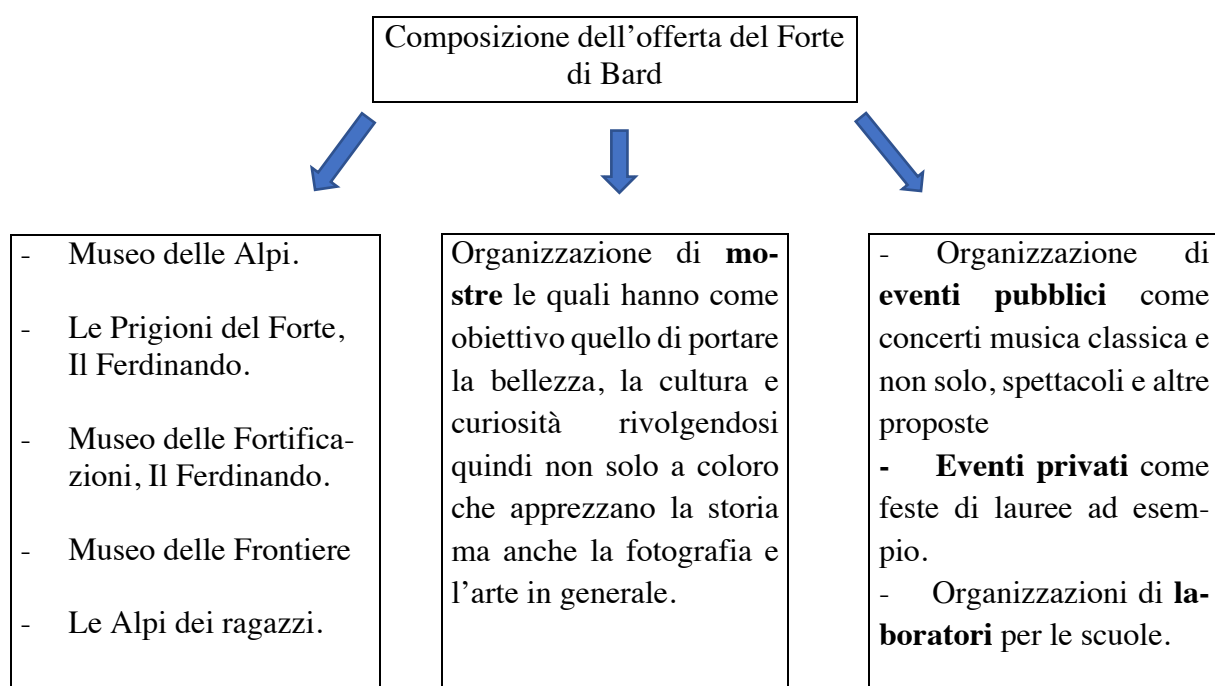 Composizione dell’offerta del Forte
di Bard
- Museo delle Alpi.
- Le Prigioni del Forte,
Il Ferdinando.
- Museo delle Fortifica-
zioni, Il Ferdinando.
- Museo delle Frontiere
- Le Alpi dei ragazzi.
Organizzazione di mo-
stre le quali hanno come
obiettivo quello di portare
la bellezza, la cultura e
curiosità rivolgendosi
quindi non solo a coloro
che apprezzano la storia
ma anche la fotografia e
l’arte in generale.
- Organizzazione di
eventi pubblici come
concerti musica classica e
non solo, spettacoli e altre
proposte
- Eventi privati come
feste di lauree ad esem-
pio.
- Organizzazioni di la-
boratori per le scuole.